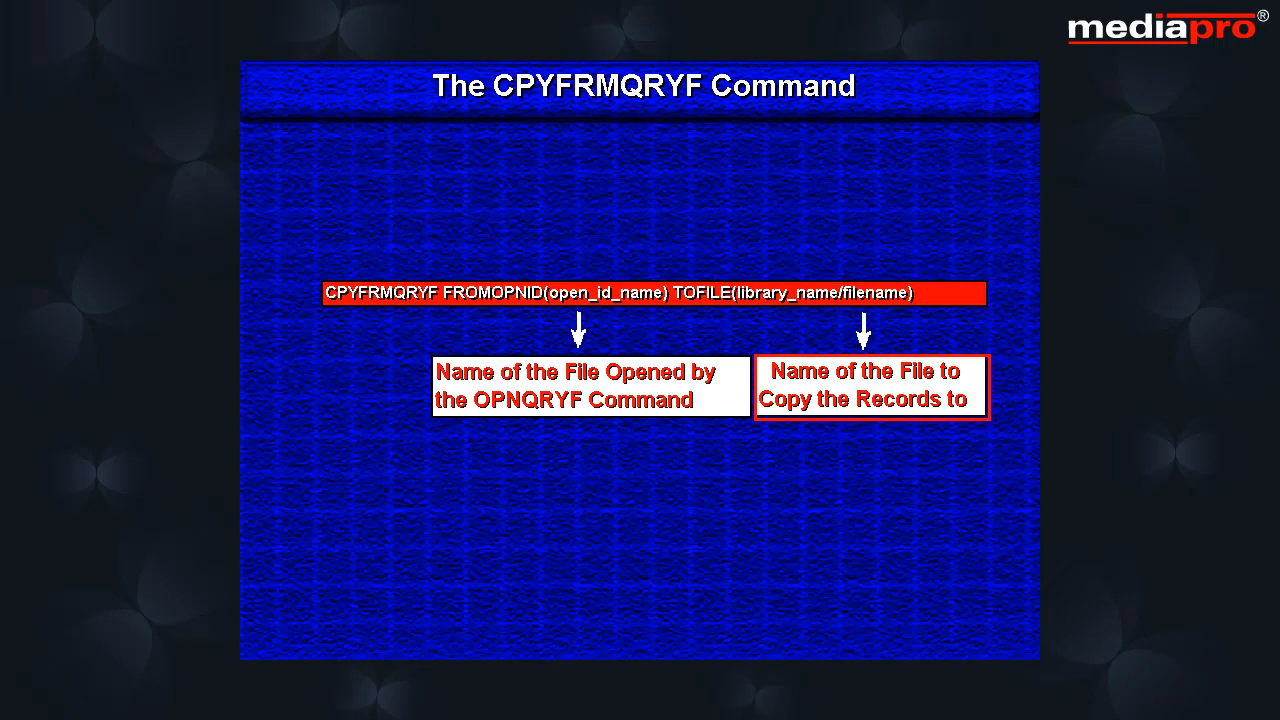 mediapro®
The CPYFRMQRYF Command
CPYFRMQRYF FROMOPNID(open_id_name) TOFILE(library_name/filename)
Name of the File Opened by
the OPNQRYF Command
Name of the File to
Copy the Records to